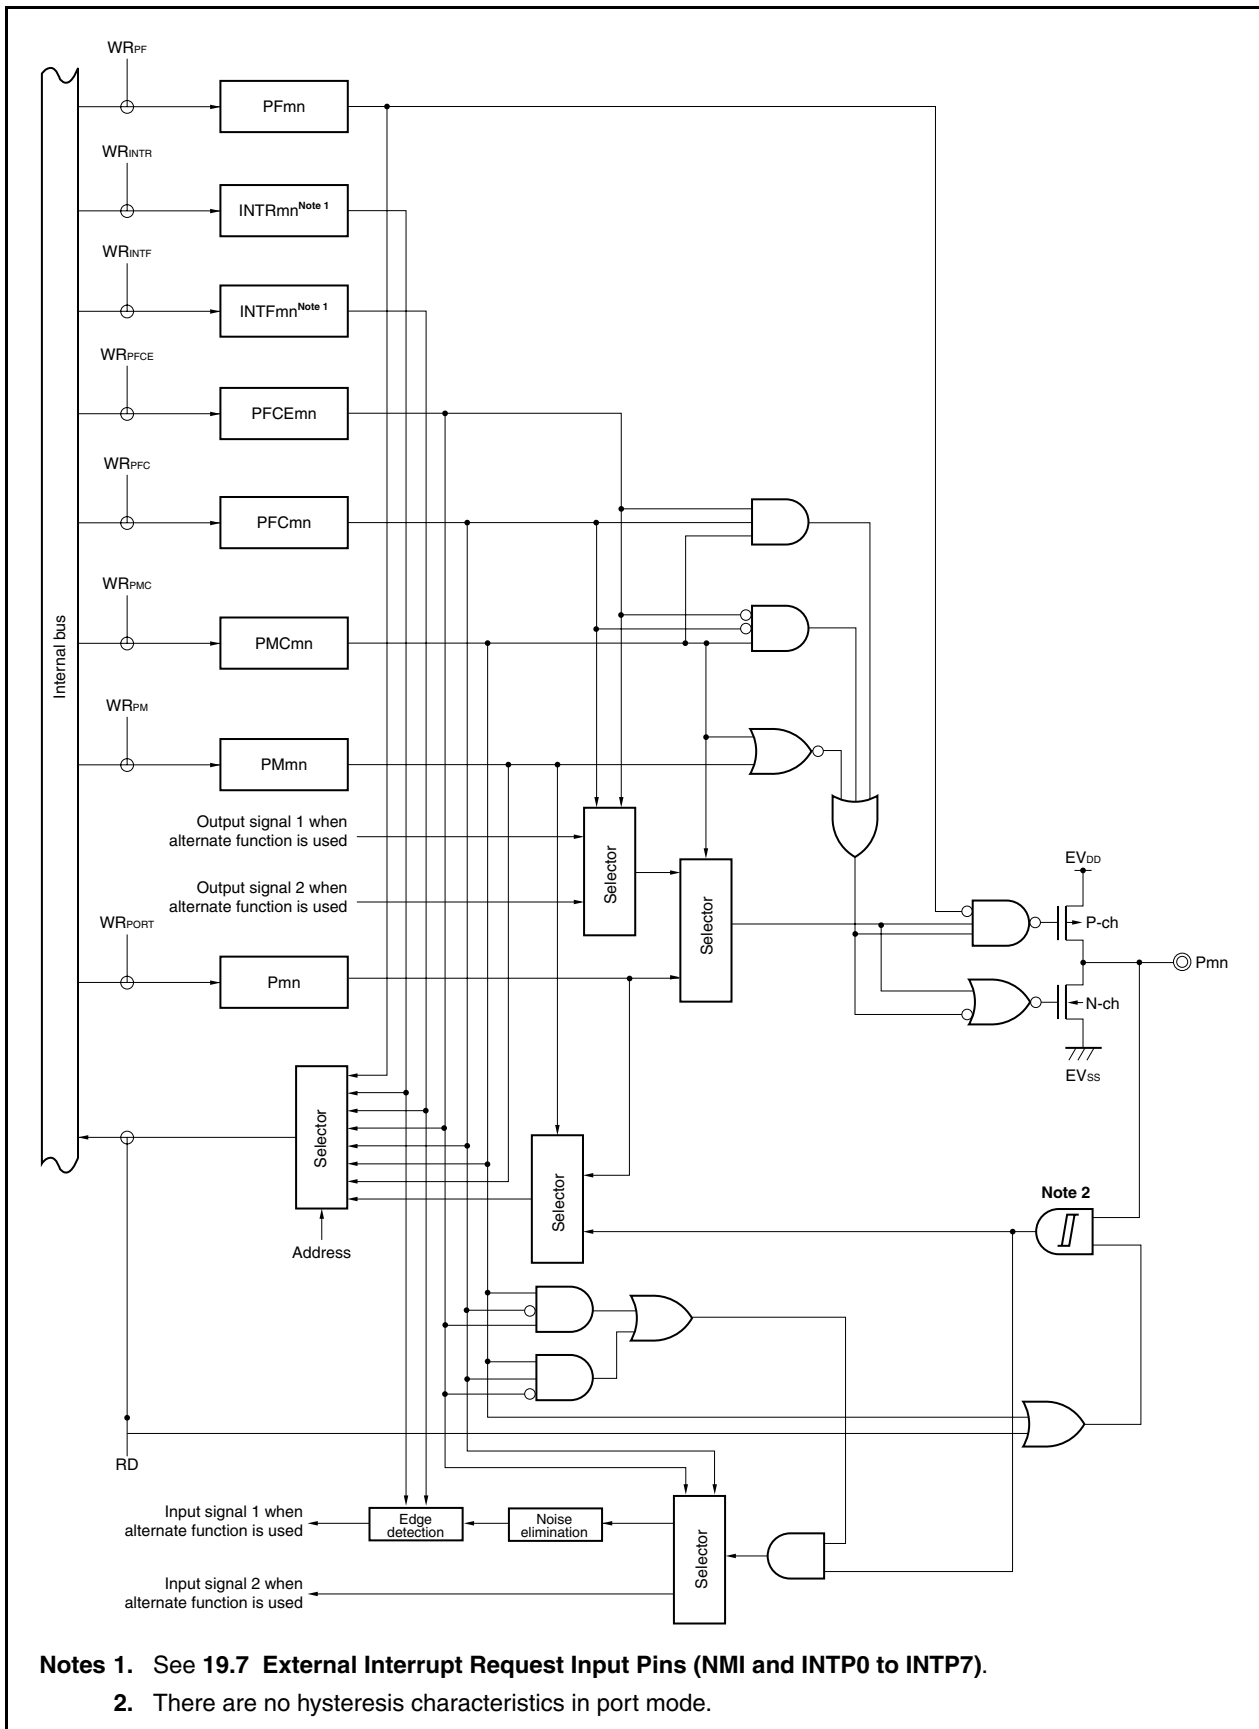 WRPF
PFmn
WRINTR
INTRmnNote 1
WRINTF
INTFmnNote 1
WRPFCE
PFCEmn
WRPFC
PFCmn
WRPMC
PMCmn
Internal bus
WRPM
PMmn
Output signal 1 when
alternate function is used
Output signal 2 when
alternate function is used
Selector
Selector
EVDD
P-ch
WRPORT
Pmn
Pmn
N-ch
EVSS
Selector
Selector
Address
Note 2
RD
Input signal 1 when
alternate function is used
Edge
detection
Noise
elimination
Selector
Input signal 2 when
alternate function is used
Notes 1. See 19.7 External Interrupt Request Input Pins (NMI and INTP0 to INTP7).
2. There are no hysteresis characteristics in port mode.